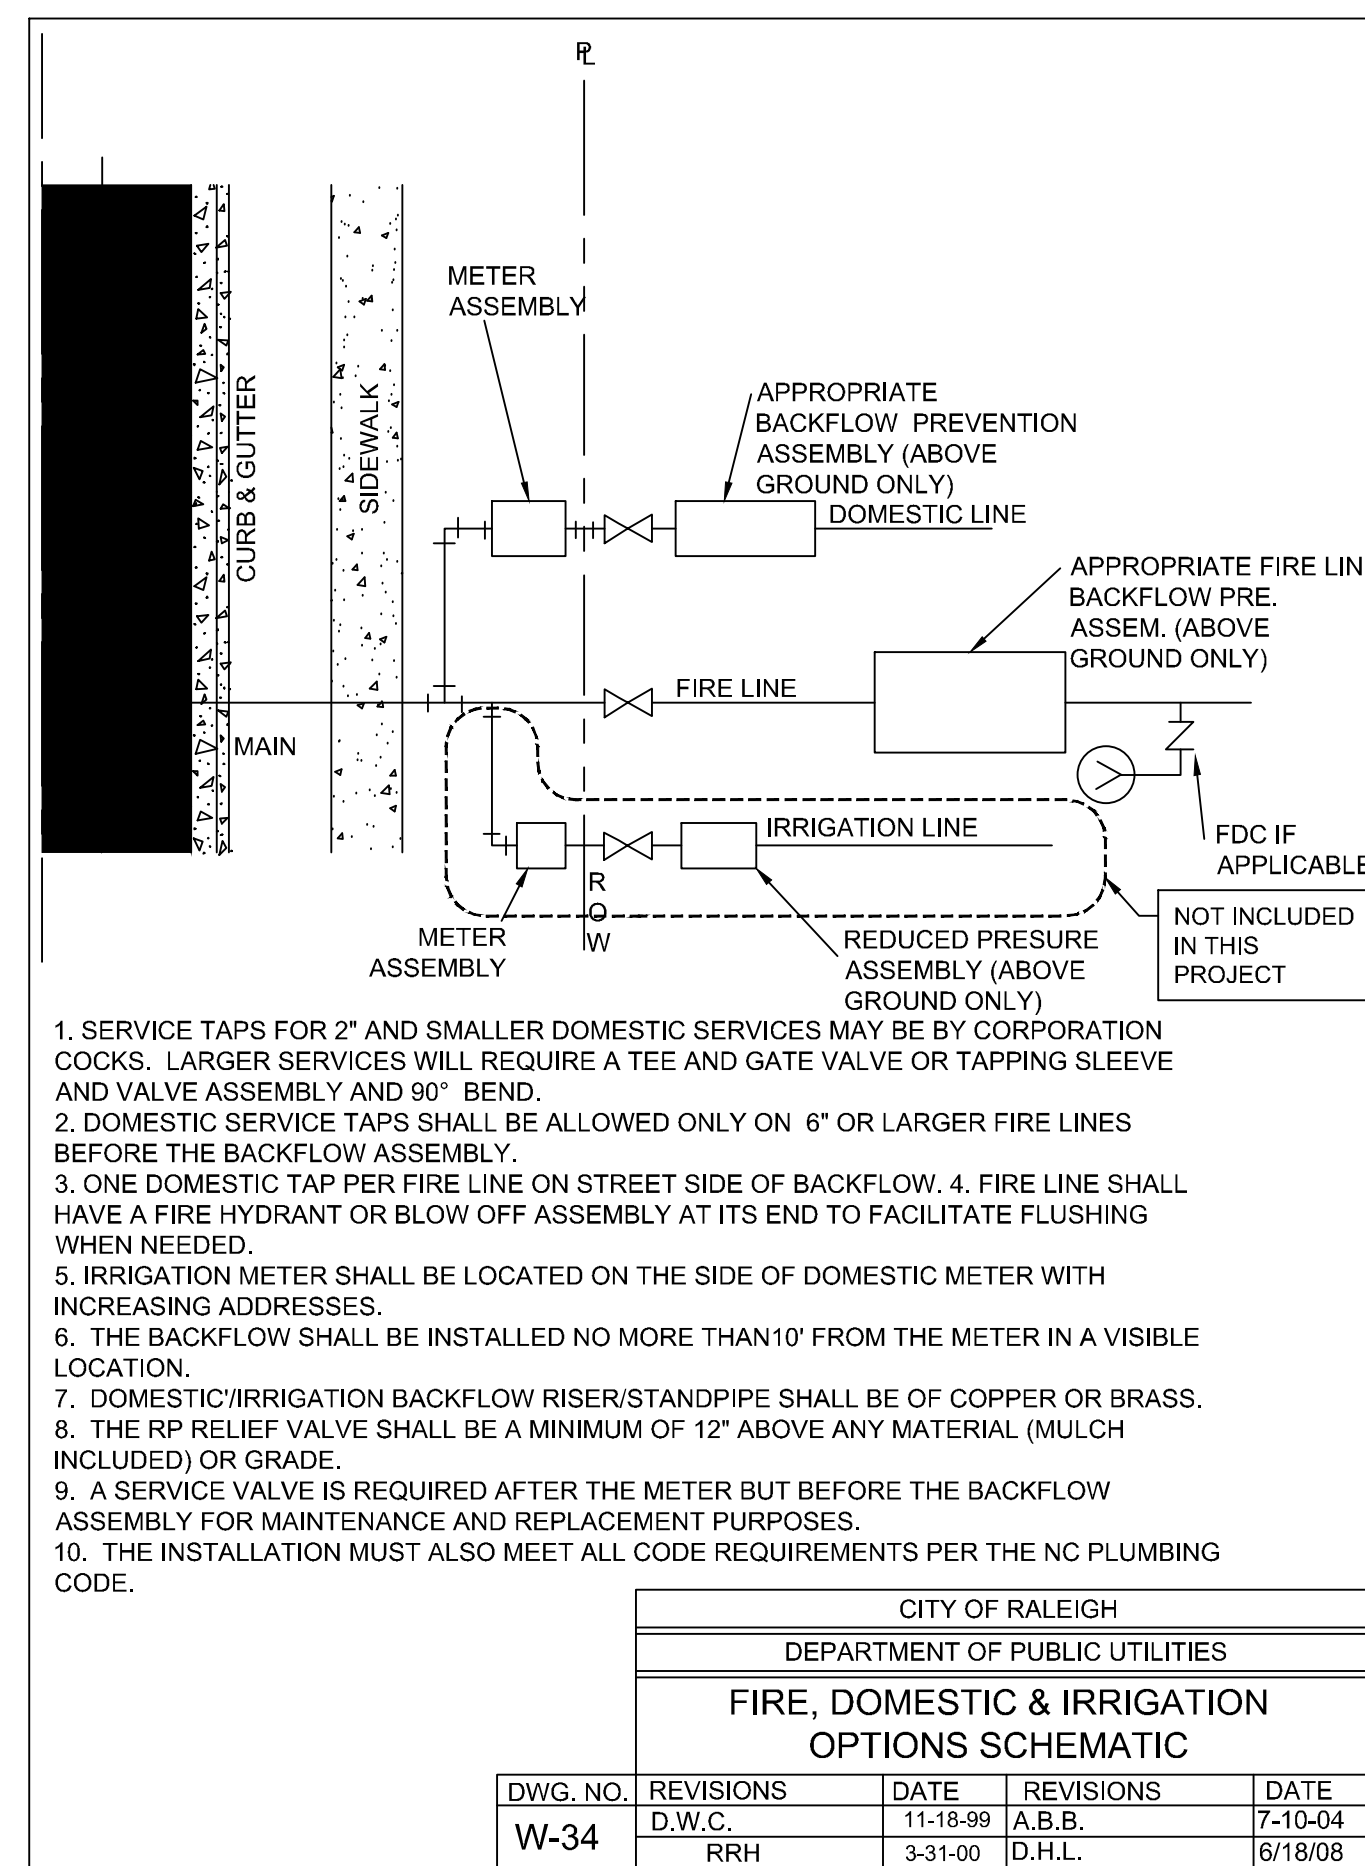 PL
METER
ASSEMBLY
APPROPRIATE
BACKFLOW PREVENTION
ASSEMBLY (ABOVE
GROUND ONLY)
DOMESTIC LINE
CURB & GUTTER
SIDEWALK
APPROPRIATE FIRE LIN
BACKFLOW PRE.
ASSEM. (ABOVE
GROUND ONLY)
FIRE LINE
MAIN
IRRIGATION LINE
FDC IF
APPLICABLE
R
O
W
METER
ASSEMBLY
REDUCED PRESURE
ASSEMBLY (ABOVE
GROUND ONLY)
NOT INCLUDED
IN THIS
PROJECT
1. SERVICE TAPS FOR 2" AND SMALLER DOMESTIC SERVICES MAY BE BY CORPORATION
COCKS. LARGER SERVICES WILL REQUIRE A TEE AND GATE VALVE OR TAPPING SLEEVE
AND VALVE ASSEMBLY AND 90° BEND.
2. DOMESTIC SERVICE TAPS SHALL BE ALLOWED ONLY ON 6" OR LARGER FIRE LINES
BEFORE THE BACKFLOW ASSEMBLY.
3. ONE DOMESTIC TAP PER FIRE LINE ON STREET SIDE OF BACKFLOW. 4. FIRE LINE SHALL
HAVE A FIRE HYDRANT OR BLOW OFF ASSEMBLY AT ITS END TO FACILITATE FLUSHING
WHEN NEEDED.
5. IRRIGATION METER SHALL BE LOCATED ON THE SIDE OF DOMESTIC METER WITH
INCREASING ADDRESSES.
6. THE BACKFLOW SHALL BE INSTALLED NO MORE THAN10' FROM THE METER IN A VISIBLE
LOCATION.
7. DOMESTIC'/IRRIGATION BACKFLOW RISER/STANDPIPE SHALL BE OF COPPER OR BRASS.
8. THE RP RELIEF VALVE SHALL BE A MINIMUM OF 12" ABOVE ANY MATERIAL (MULCH
INCLUDED) OR GRADE.
9. A SERVICE VALVE IS REQUIRED AFTER THE METER BUT BEFORE THE BACKFLOW
ASSEMBLY FOR MAINTENANCE AND REPLACEMENT PURPOSES.
10. THE INSTALLATION MUST ALSO MEET ALL CODE REQUIREMENTS PER THE NC PLUMBING
CODE.
CITY OF RALEIGH
DEPARTMENT OF PUBLIC UTILITIES
FIRE, DOMESTIC & IRRIGATION
OPTIONS SCHEMATIC
DWG. NO. REVISIONS DATE REVISIONS DATE
W-34 D.W.C. 11-18-99 A.B.B. 7-10-04
RRH 3-31-00 D.H.L. 6/18/08